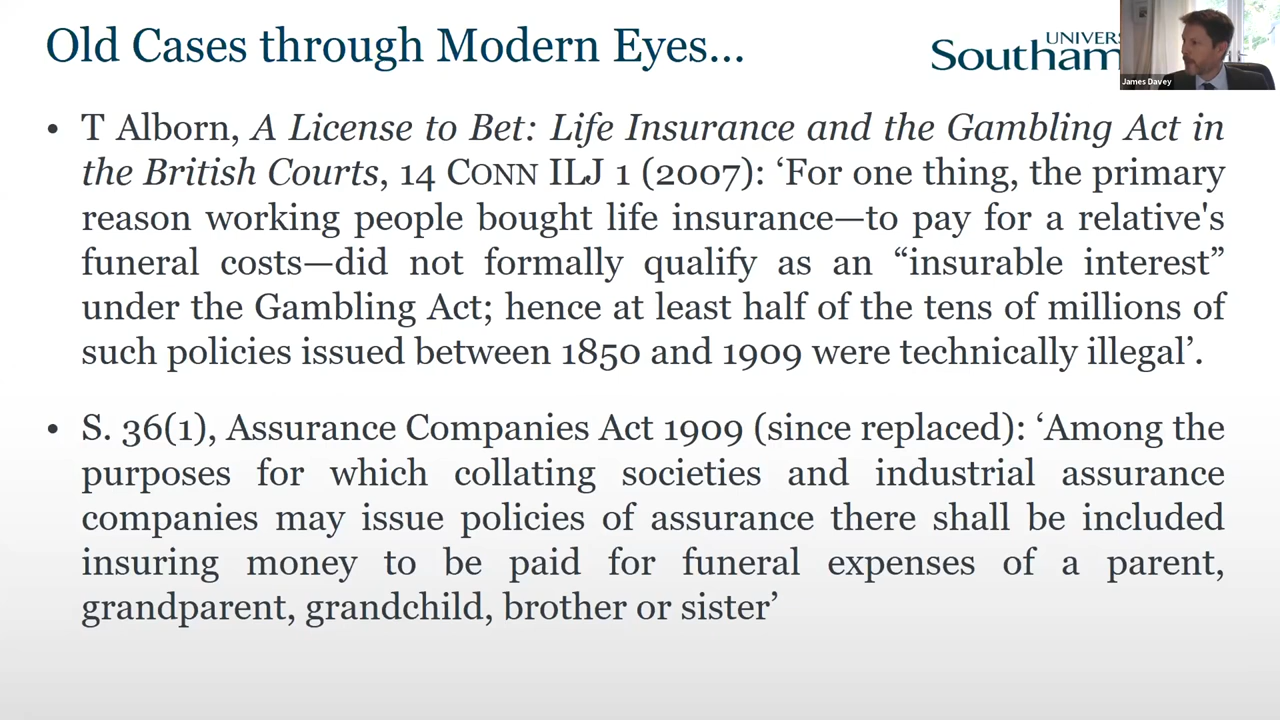 Old Cases through Modern Eyes...
UNIVERS
Southam
James Davey
• T Alborn, A License to Bet: Life Insurance and the Gambling Act in
the British Courts, 14 CONN ILJ 1 (2007): ‘For one thing, the primary
reason working people bought life insurance—to pay for a relative's
funeral costs—did not formally qualify as an “insurable interest”
under the Gambling Act; hence at least half of the tens of millions of
such policies issued between 1850 and 1909 were technically illegal’.
• S. 36(1), Assurance Companies Act 1909 (since replaced): ‘Among the
purposes for which collating societies and industrial assurance
companies may issue policies of assurance there shall be included
insuring money to be paid for funeral expenses of a parent,
grandparent, grandchild, brother or sister’